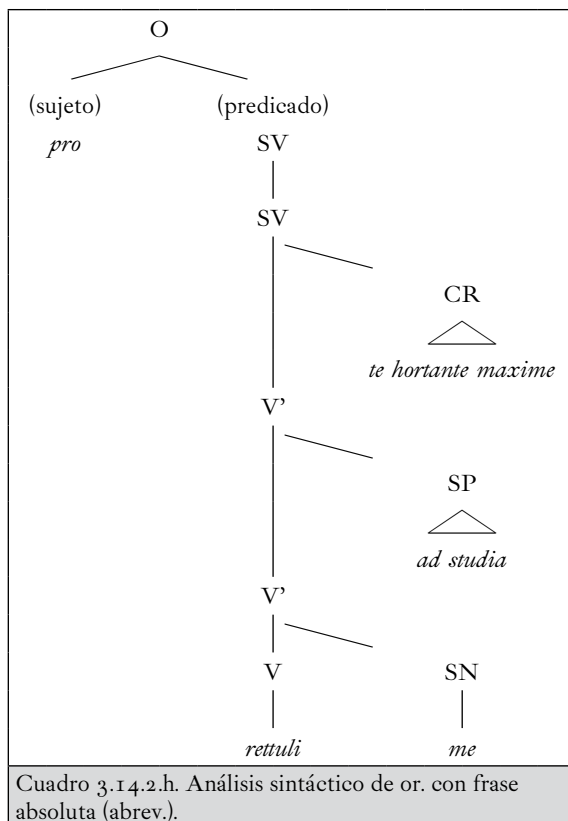 O
(sujeto) (predicado)
pro SV
SV
CR
te hortante maxime
V’
SP
ad studia
V’
V SN
rettuli me
Cuadro 3.14.2.h. Análisis sintáctico de or. con frase
absoluta (abrev.).